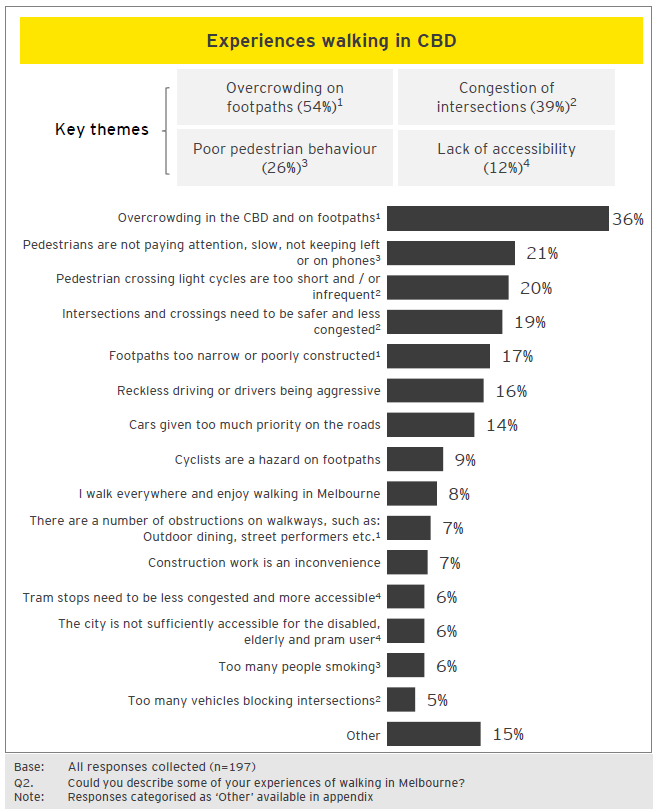 Experiences walking in CBD
Key themes
Overcrowding on
footpaths (54%)¹
Congestion of
intersections (39%)²
Poor pedestrian behaviour
(26%)³
Lack of accessibility
(12%)⁴
Overcrowding in the CBD and on footpaths¹ 36%
Pedestrians are not paying attention, slow, not keeping left
or on phones³ 21%
Pedestrian crossing light cycles are too short and / or
infrequent² 20%
Intersections and crossings need to be safer and less
congested² 19%
Footpaths too narrow or poorly constructed¹ 17%
Reckless driving or drivers being aggressive 16%
Cars given too much priority on the roads 14%
Cyclists are a hazard on footpaths 9%
I walk everywhere and enjoy walking in Melbourne 8%
There are a number of obstructions on walkways, such as:
Outdoor dining, street performers etc.¹ 7%
Construction work is an inconvenience 7%
Tram stops need to be less congested and more accessible⁴ 6%
The city is not sufficiently accessible for the disabled,
elderly and pram user⁴ 6%
Too many people smoking³ 6%
Too many vehicles blocking intersections² 5%
Other 15%
Base: All responses collected (n=197)
Q2. Could you describe some of your experiences of walking in Melbourne?
Note: Responses categorised as ‘Other’ available in appendix